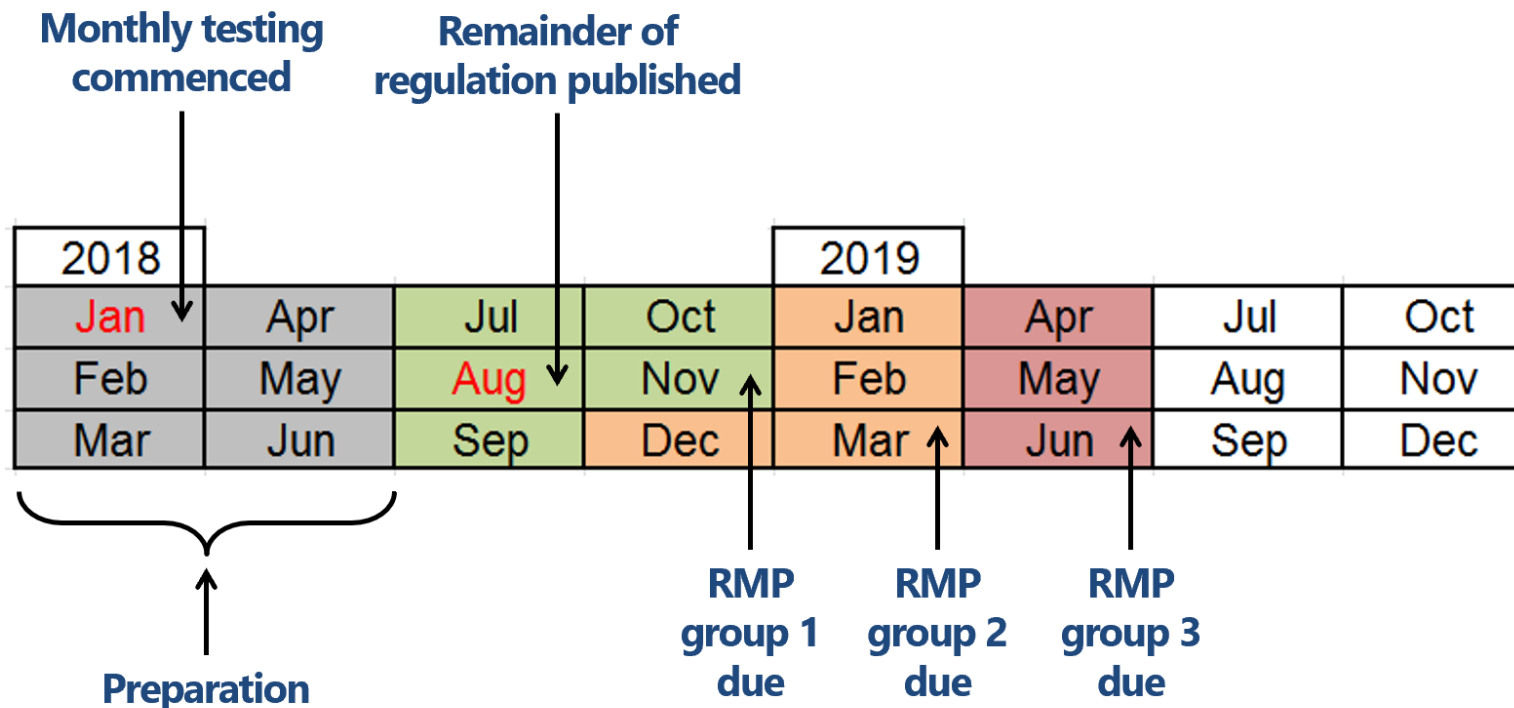 Monthly testing
commenced
Remainder of
regulation published
2018
2019
Jan Apr Jul Oct Jan Apr Jul Oct
Feb May Aug Nov Feb May Aug Nov
Mar Jun Sep Dec Mar Jun Sep Dec
RMP
group 1
due
RMP
group 2
due
RMP
group 3
due
Preparation